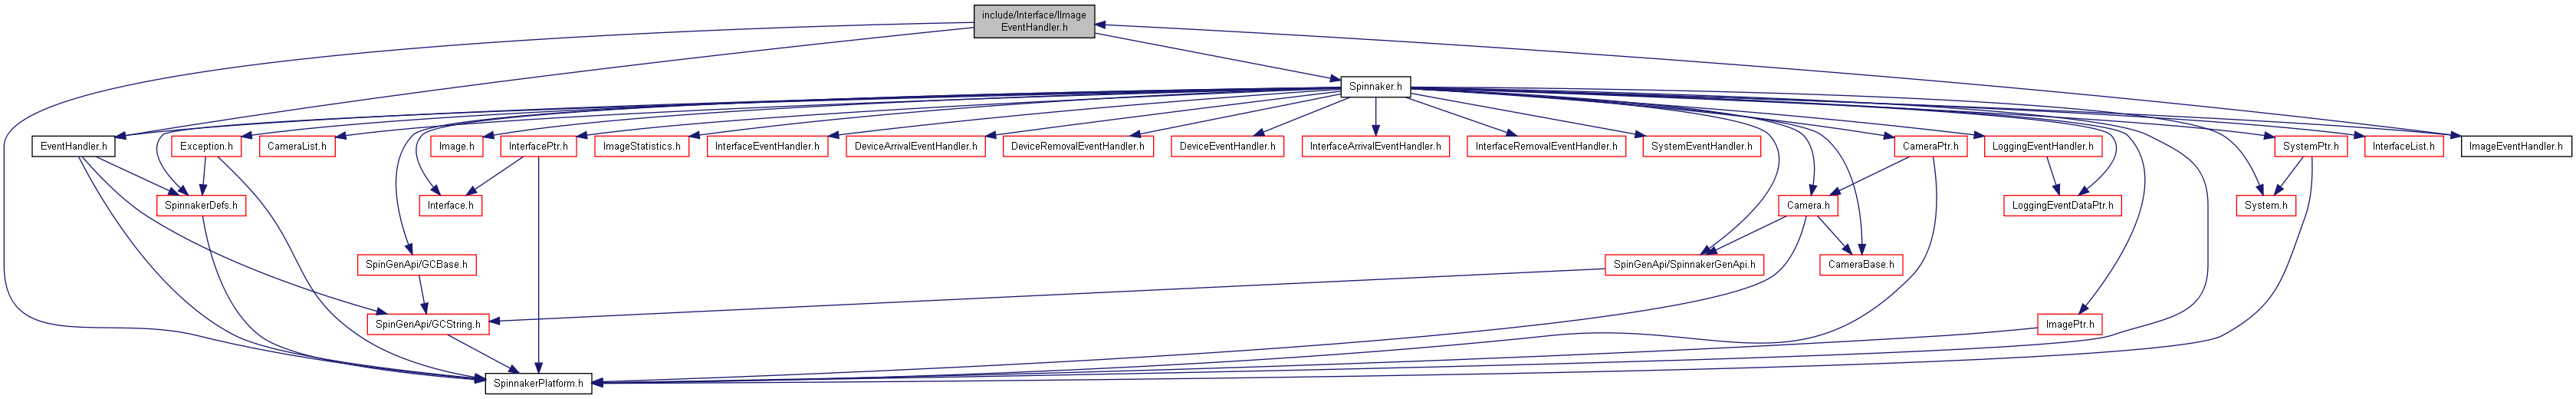 include/Interface/IImage
EventHandler.h
Spinnaker.h
EventHandler.h
Exception.h
CameraList.h
Image.h
InterfacePtr.h
ImageStatistics.h
InterfaceEventHandler.h
DeviceArrivalEventHandler.h
DeviceRemovalEventHandler.h
DeviceEventHandler.h
InterfaceArrivalEventHandler.h
InterfaceRemovalEventHandler.h
SystemEventHandler.h
CameraPtr.h
LoggingEventHandler.h
SystemPtr.h
InterfaceList.h
ImageEventHandler.h
SpinnakerDefs.h
Interface.h
Camera.h
LoggingEventDataPtr.h
System.h
SpinGenApi/GCBase.h
SpinGenApi/SpinnakerGenApi.h
CameraBase.h
SpinGenApi/GCString.h
ImagePtr.h
SpinnakerPlatform.h